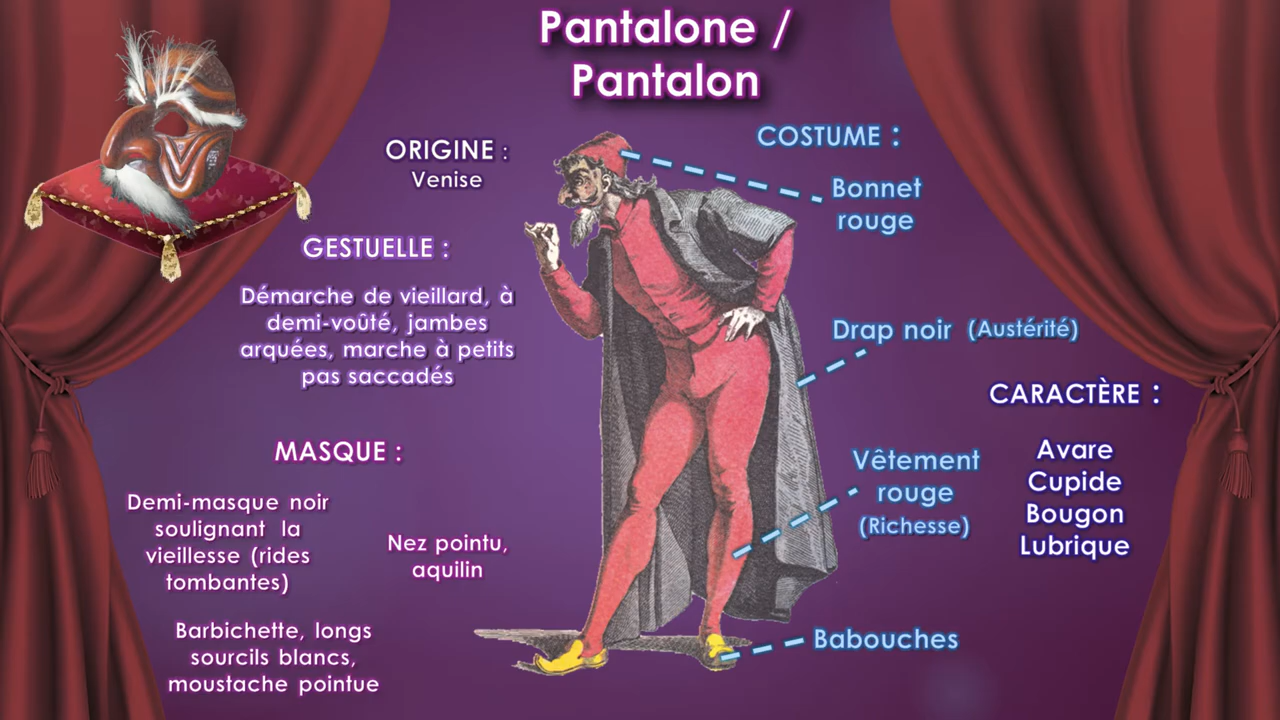 Pantalone /
Pantalon
ORIGINE :
Venise
GESTUELLE :
Démarche de vieillard, à
demi-voûté, jambes
arquées, marche à petits
pas saccadés
MASQUE :
Demi-masque noir
soulignant la
vieillesse (rides
tombantes)
Nez pointu,
aquilin
Barbichette, longs
sourcils blancs,
moustache pointue
COSTUME :
Bonnet
rouge
Drap noir (Austérité)
Vêtement
rouge
(Richesse)
Babouches
CARACTÈRE :
Avare
Cupide
Bougon
Lubrique